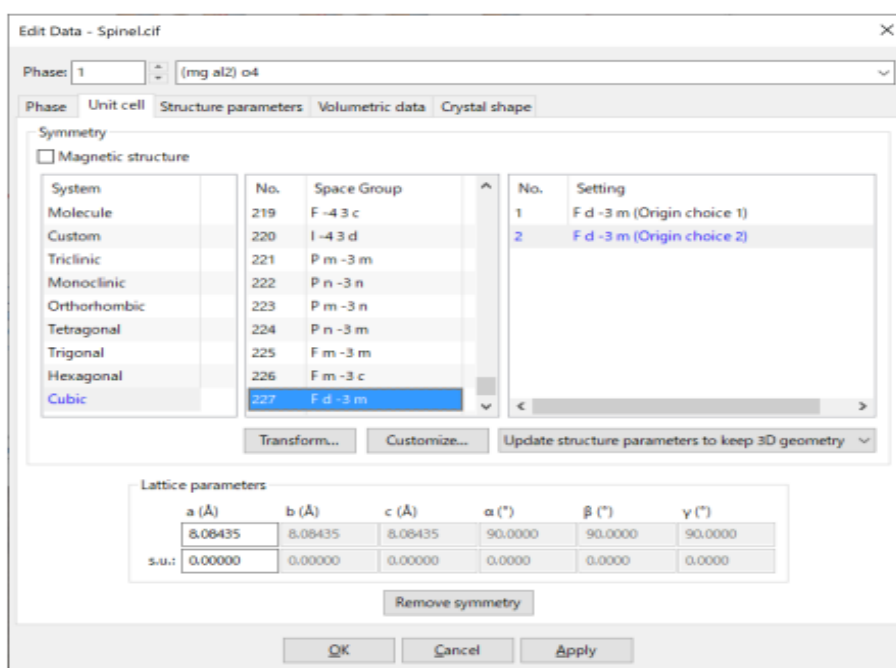 Edit Data - Spinel.cif
Phase: 1 (mg al2) o4
Phase Unit cell Structure parameters Volumetric data Crystal shape
Symmetry
Magnetic structure
System
Molecule
Custom
Triclinic
Monoclinic
Orthorhombic
Tetragonal
Trigonal
Hexagonal
Cubic
No. Space Group
219 F -4 3 c
220 I -4 3 d
221 P m -3 m
222 P n -3 n
223 P m -3 n
224 P n -3 m
225 F m -3 m
226 F m -3 c
227 F d -3 m
No. Setting
1 F d -3 m (Origin choice 1)
2 F d -3 m (Origin choice 2)
Transform... Customize... Update structure parameters to keep 3D geometry
Lattice parameters
a (Å) b (Å) c (Å) α (°) β (°) γ (°)
8.08435 8.08435 8.08435 90.0000 90.0000 90.0000
s.u.: 0.00000 0.00000 0.00000 0.0000 0.0000 0.0000
Remove symmetry
OK Cancel Apply